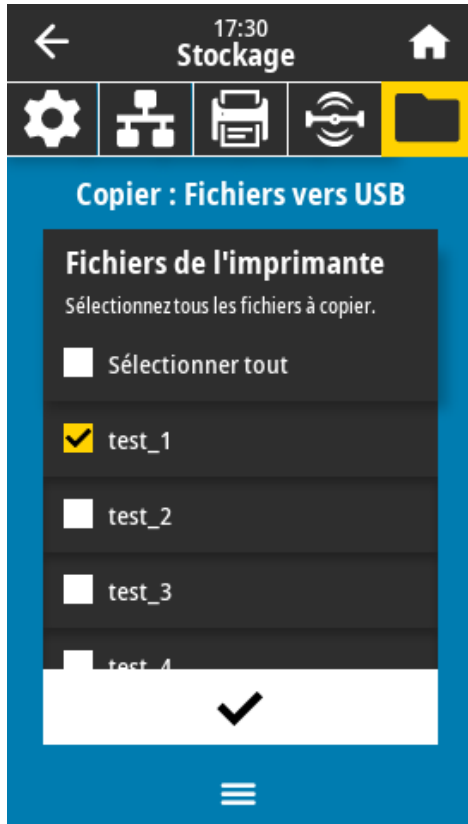 17:30
Stockage
Copier : Fichiers vers USB
Fichiers de l'imprimante
Sélectionnez tous les fichiers à copier.
Sélectionner tout
test_1
test_2
test_3
test_4